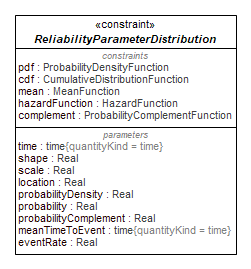 «constraint»
ReliabilityParameterDistribution
constraints
pdf : ProbabilityDensityFunction
cdf : CumulativeDistributionFunction
mean : MeanFunction
hazardFunction : HazardFunction
complement : ProbabilityComplementFunction
parameters
time : time{quantityKind = time}
shape : Real
scale : Real
location : Real
probabilityDensity : Real
probability : Real
probabilityComplement : Real
meanTimeToEvent : time{quantityKind = time}
eventRate : Real